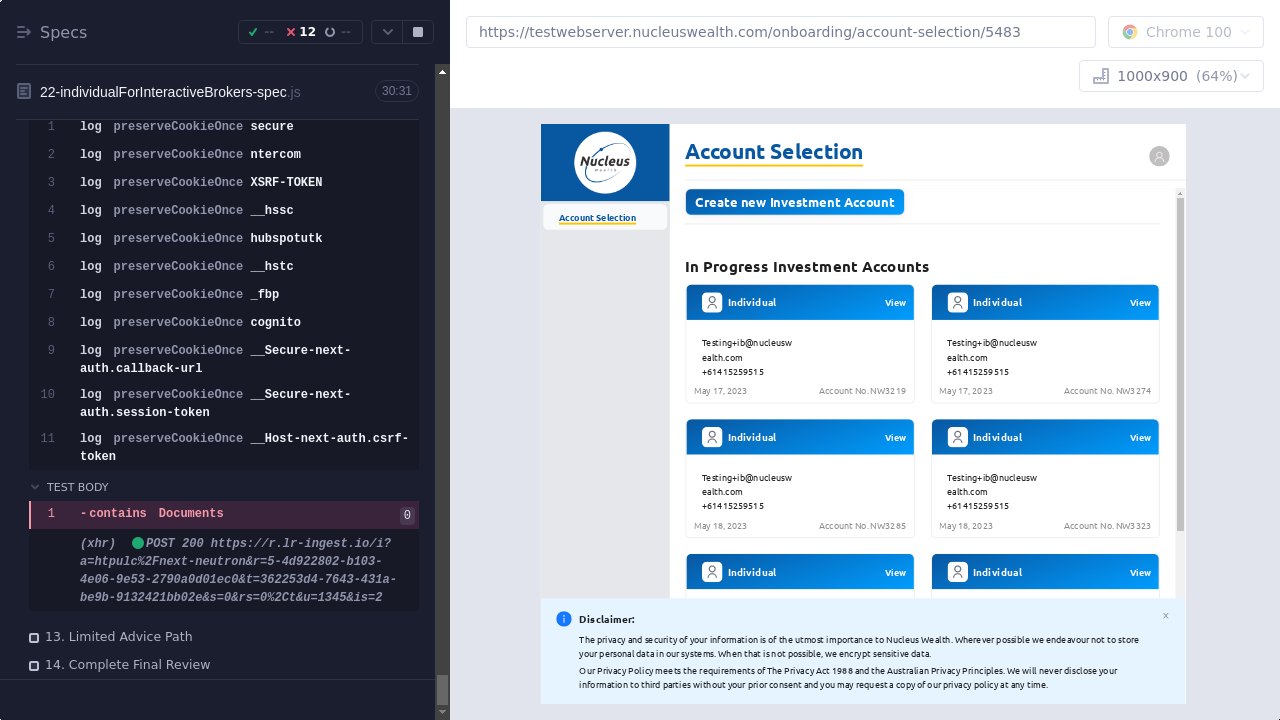 Specs
--
12
--
22-individualForInteractiveBrokers-spec.js
30:31
1 log preserveCookieOnce secure
2 log preserveCookieOnce ntercom
3 log preserveCookieOnce XSRF-TOKEN
4 log preserveCookieOnce __hssc
5 log preserveCookieOnce hubspotutk
6 log preserveCookieOnce __hstc
7 log preserveCookieOnce _fbp
8 log preserveCookieOnce cognito
9 log preserveCookieOnce __Secure-next-
auth.callback-url
10 log preserveCookieOnce __Secure-next-
auth.session-token
11 log preserveCookieOnce __Host-next-auth.csrf-
token
TEST BODY
1 -contains Documents 0
(xhr) POST 200 https://r.lr-ingest.io/i?
a=htpulc%2Fnext-neutron&r=5-4d922802-b103-
4e06-9e53-2790a0d01ec0&t=362253d4-7643-431a-
be9b-9132421bb02e&s=0&rs=0%2Ct&u=1345&is=2
13. Limited Advice Path
14. Complete Final Review
https://testwebserver.nucleuswealth.com/onboarding/account-selection/5483
Chrome 100
1000x900 (64%)
Nucleus
Wealth
Account Selection
Account Selection
Create new Investment Account
In Progress Investment Accounts
Individual View
Testing+ib@nucleusw
ealth.com
+61415259515
May 17, 2023 Account No. NW3219
Individual View
Testing+ib@nucleusw
ealth.com
+61415259515
May 17, 2023 Account No. NW3274
Individual View
Testing+ib@nucleusw
ealth.com
+61415259515
May 18, 2023 Account No. NW3285
Individual View
Testing+ib@nucleusw
ealth.com
+61415259515
May 18, 2023 Account No. NW3323
Individual View
Individual View
Disclaimer:
The privacy and security of your information is of the utmost importance to Nucleus Wealth. Wherever possible we endeavour not to store
your personal data in our systems. When that is not possible, we encrypt sensitive data.
Our Privacy Policy meets the requirements of The Privacy Act 1988 and the Australian Privacy Principles. We will never disclose your
information to third parties without your prior consent and you may request a copy of our privacy policy at any time.